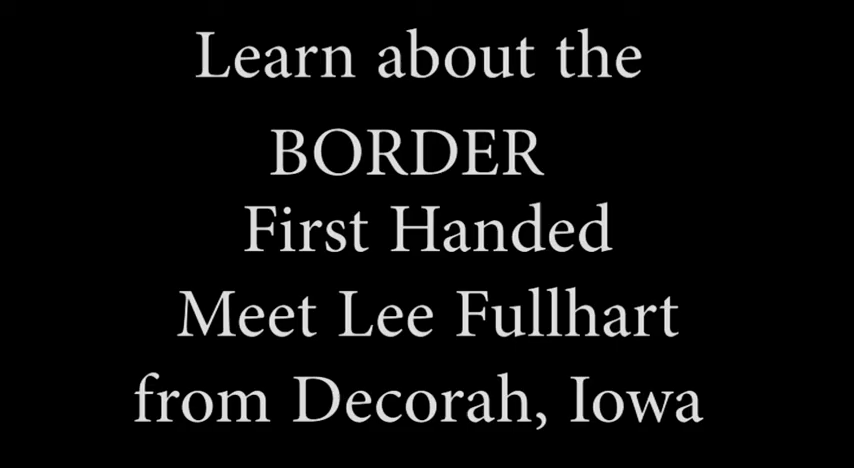 Learn about the
BORDER
First Handed
Meet Lee Fullhart
from Decorah, Iowa